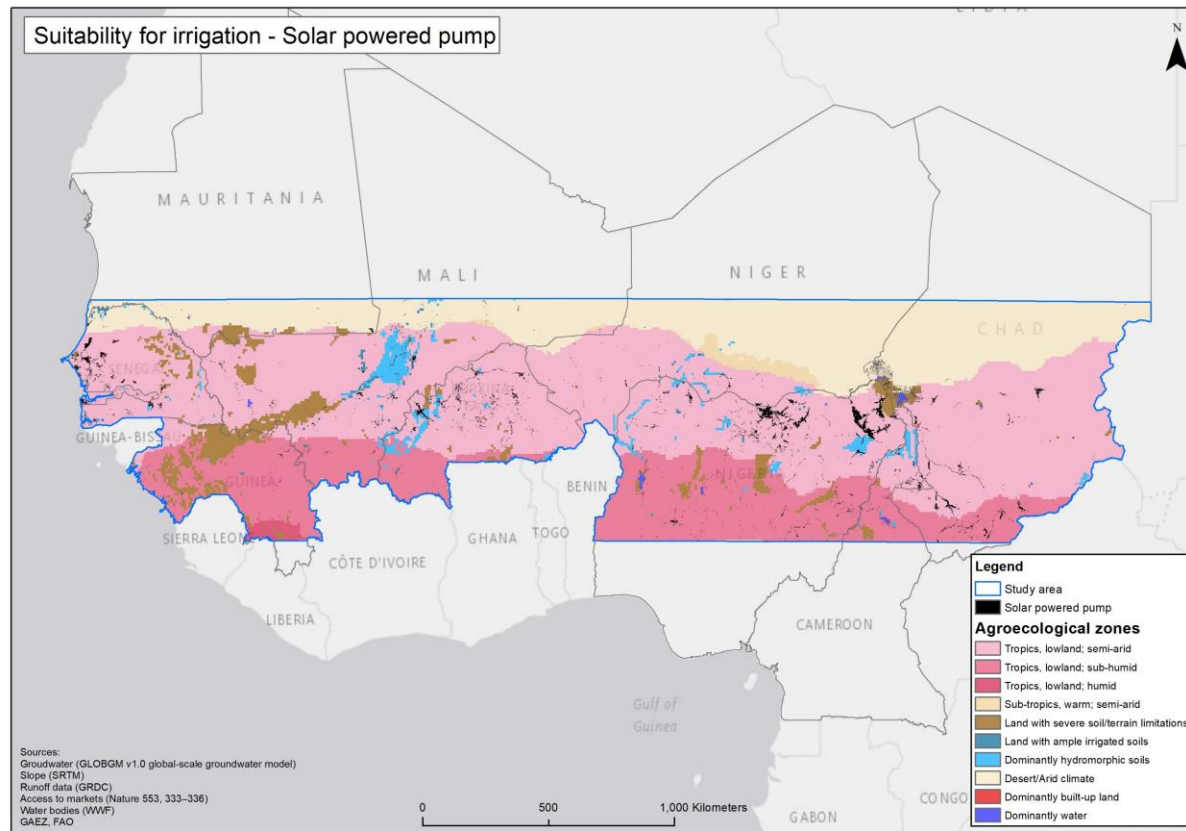 Suitability for irrigation - Solar powered pump
LIBYA
N
MAURITANIA
MALI
NIGER
CHAD
SENEGAL
BURKINA
GUINEA-BISSAU
GUINEA
BENIN
NIGER
SIERRA LEON
CÔTE D'IVOIRE
GHANA
TOGO
LIBERIA
CAMEROON
Gulf of
Guinea
GABON
CONGO
Legend
Study area
Solar powered pump
Agroecological zones
Tropics, lowland; semi-arid
Tropics, lowland; sub-humid
Tropics, lowland; humid
Sub-tropics, warm; semi-arid
Land with severe soil/terrain limitations
Land with ample irrigated soils
Dominantly hydromorphic soils
Desert/Arid climate
Dominantly built-up land
Dominantly water
Sources:
Groudwater (GLOBGM v1.0 global-scale groundwater model)
Slope (SRTM)
Runoff data (GRDC)
Access to markets (Nature 553, 333–336)
Water bodies (WWF)
GAEZ, FAO
0 500 1,000 Kilometers